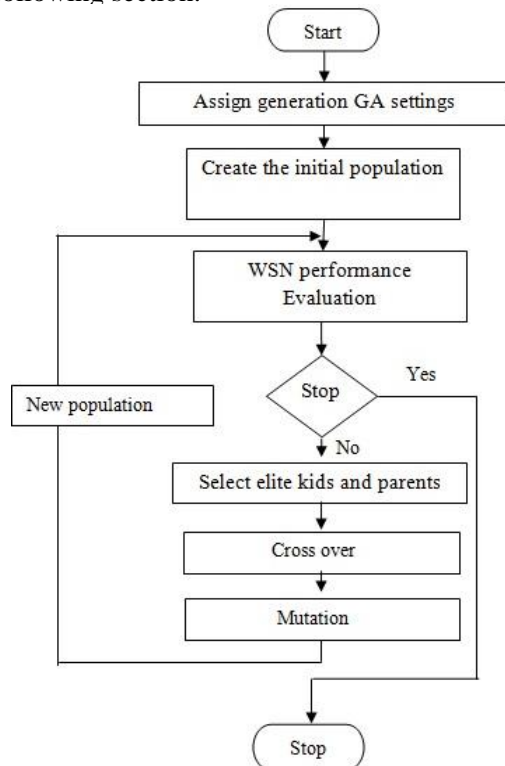 ollowing section.
Start
Assign generation GA settings
Create the initial population
WSN performance
Evaluation
Stop
Yes
New population
No
Select elite kids and parents
Cross over
Mutation
Stop